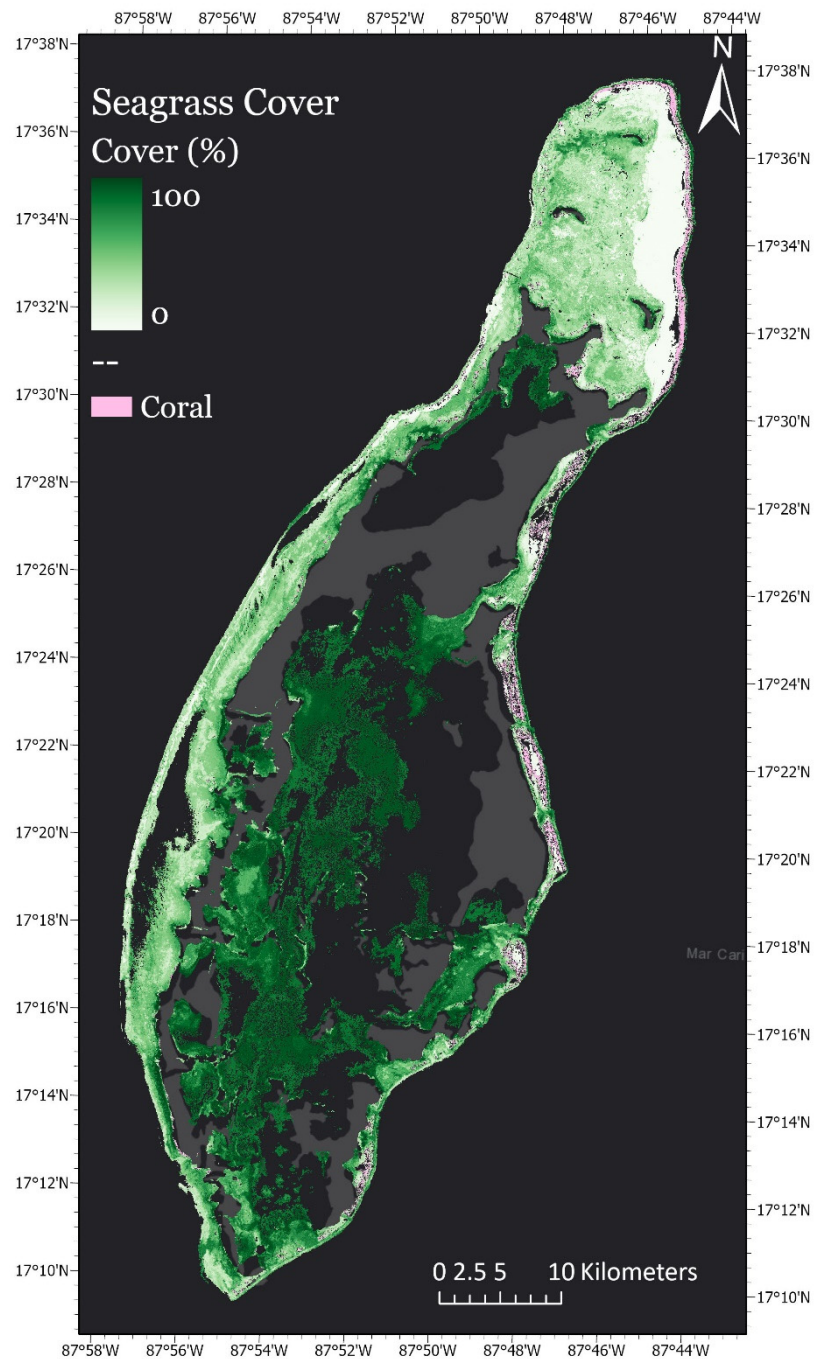 87°58'W 87°56'W 87°54'W 87°52'W 87°50'W 87°48'W 87°46'W 87°44'W
N
17°38'N
17°36'N
17°34'N
17°32'N
17°30'N
17°28'N
17°26'N
17°24'N
17°22'N
17°20'N
17°18'N
17°16'N
17°14'N
17°12'N
17°10'N
Seagrass Cover
Cover (%)
100
0
--
Coral
17°38'N
17°36'N
17°34'N
17°32'N
17°30'N
17°28'N
17°26'N
17°24'N
17°22'N
17°20'N
17°18'N
17°16'N
17°14'N
17°12'N
17°10'N
Mar Cari
0 2.5 5 10 Kilometers
87°58'W 87°56'W 87°54'W 87°52'W 87°50'W 87°48'W 87°46'W 87°44'W